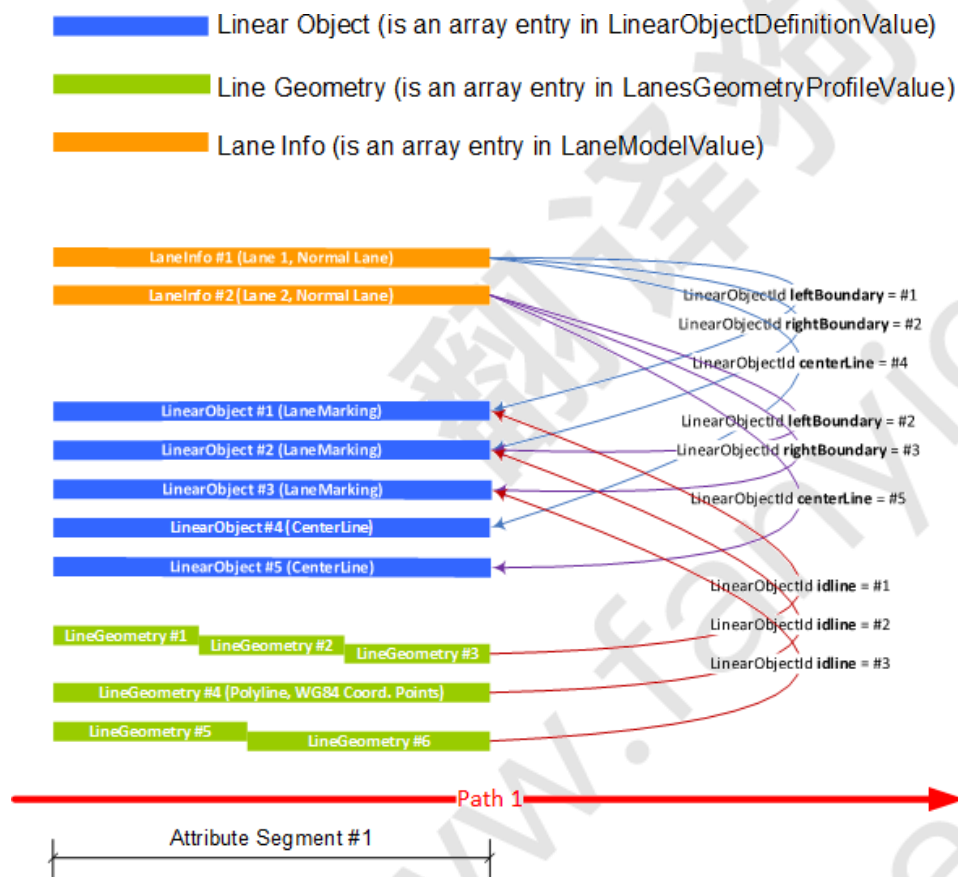 Linear Object (is an array entry in LinearObjectDefinitionValue)
Line Geometry (is an array entry in LanesGeometryProfileValue)
Lane Info (is an array entry in LaneModelValue)
LaneInfo #1 (Lane 1, Normal Lane)
LaneInfo #2 (Lane 2, Normal Lane)
LinearObjectId leftBoundary = #1
LinearObjectId rightBoundary = #2
LinearObjectId centerLine = #4
LinearObject #1 (LaneMarking)
LinearObjectId leftBoundary = #2
LinearObject #2 (LaneMarking)
LinearObjectId rightBoundary = #3
LinearObject #3 (LaneMarking)
LinearObjectId centerLine = #5
LinearObject #4 (CenterLine)
LinearObject #5 (CenterLine)
LinearObjectId idline = #1
LineGeometry #1
LineGeometry #2
LineGeometry #3
LinearObjectId idline = #2
LinearObjectId idline = #3
LineGeometry #4 (Polyline, WG84 Coord. Points)
LineGeometry #5
LineGeometry #6
Path 1
Attribute Segment #1
翻译狗
www.fanyi